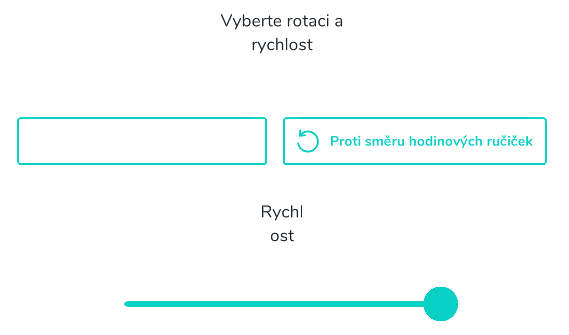 Vyberte rotaci a
rychlost
Proti směru hodinových ručiček
Rychl
ost